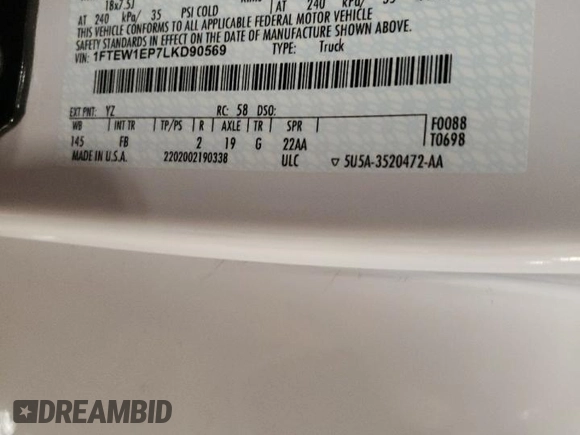 18x7.5J
AT 240 kPa/ 35 PSI COLD AT 240 kPa/
THIS VEHICLE CONFORMS TO ALL APPLICABLE FEDERAL MOTOR VEHICLE
SAFETY STANDARDS IN EFFECT ON THE DATE OF MANUFACTURE SHOWN ABOVE.
VIN: 1FTEW1EP7LKD90569 TYPE: Truck
EXT PNT: YZ RC: 58 DSO:
WB INT TR TP/PS R AXLE TR SPR F0088
145 FB 2 19 G 22AA T0698
MADE IN U.S.A. 2202002190338 ULC ▽ 5U5A-3520472-AA
DREAMBID